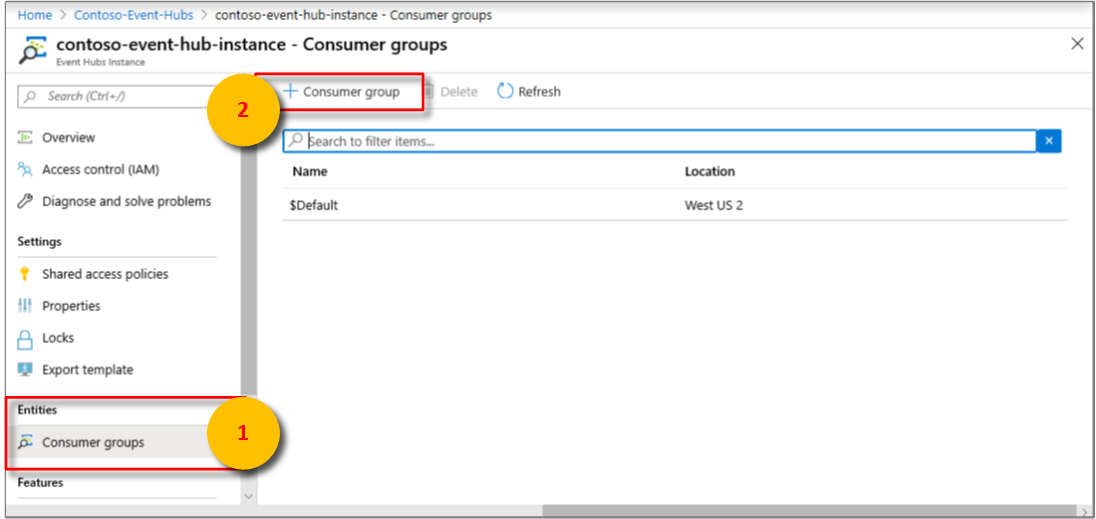 Home > Contoso-Event-Hubs > contoso-event-hub-instance - Consumer groups
contoso-event-hub-instance - Consumer groups
Event Hubs Instance
Search (Ctrl+/)
Overview
Access control (IAM)
Diagnose and solve problems
Settings
Shared access policies
Properties
Locks
Export template
Entities
Consumer groups
1
Features
2
+ Consumer group Delete Refresh
Search to filter items...
Name Location
$Default West US 2